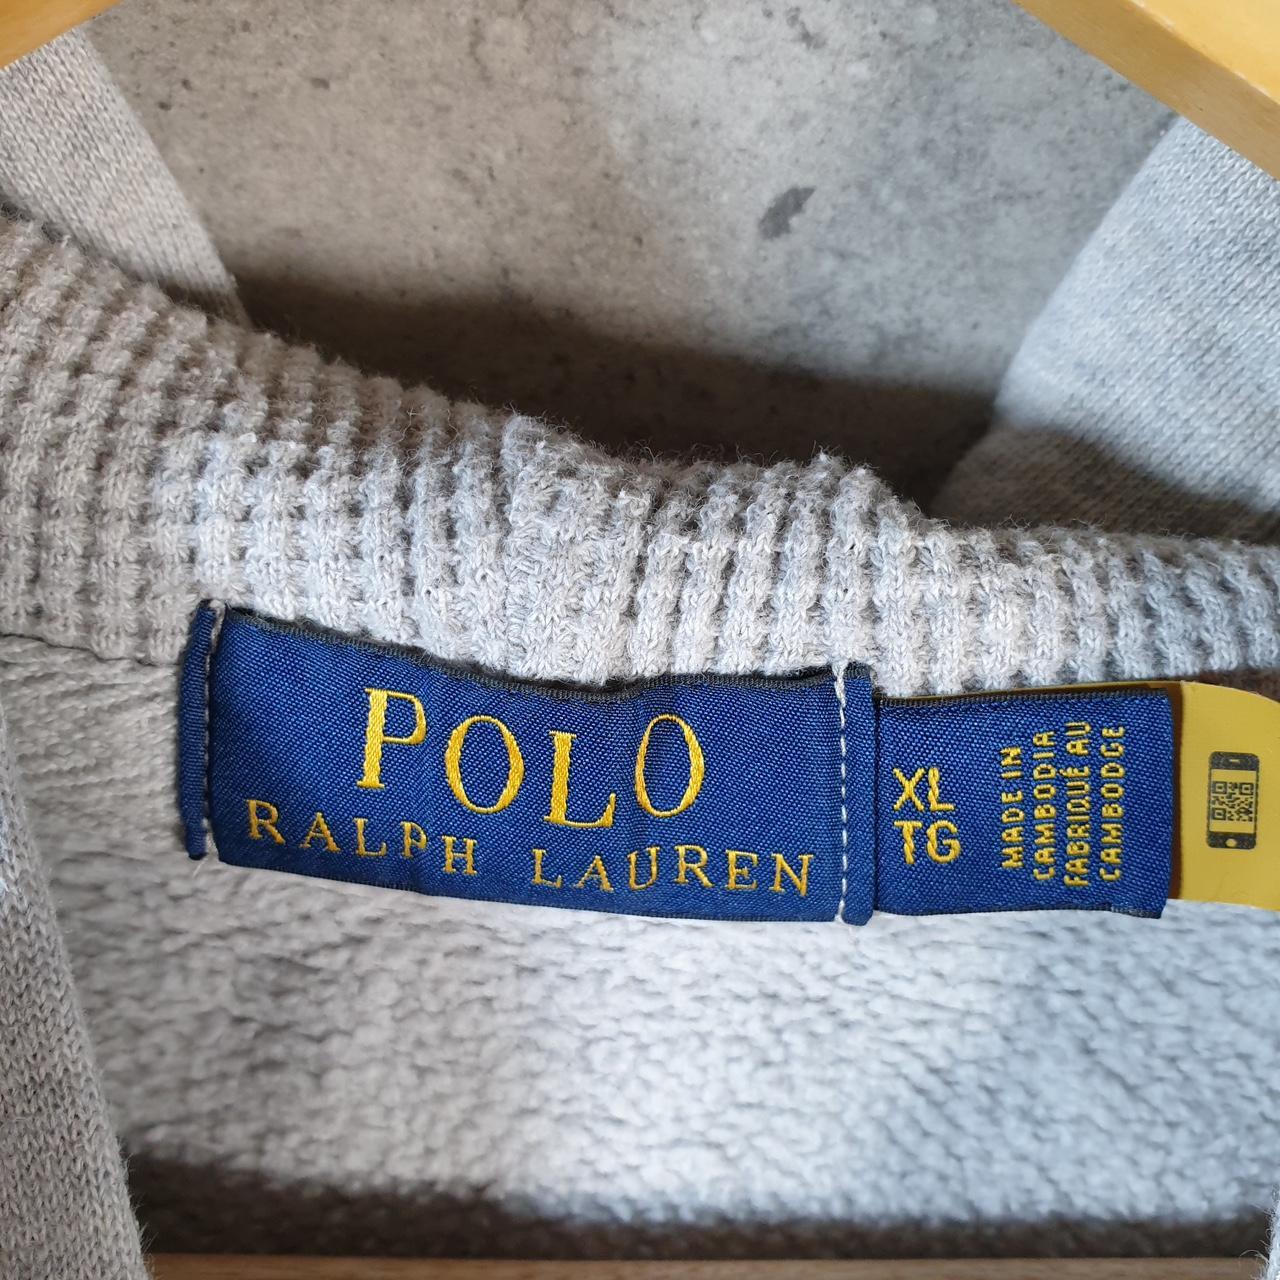 POLO
RALPH LAUREN
XL
TG
MADE IN
CAMBODIA
FABRIQUÉ AU
CAMBODGE